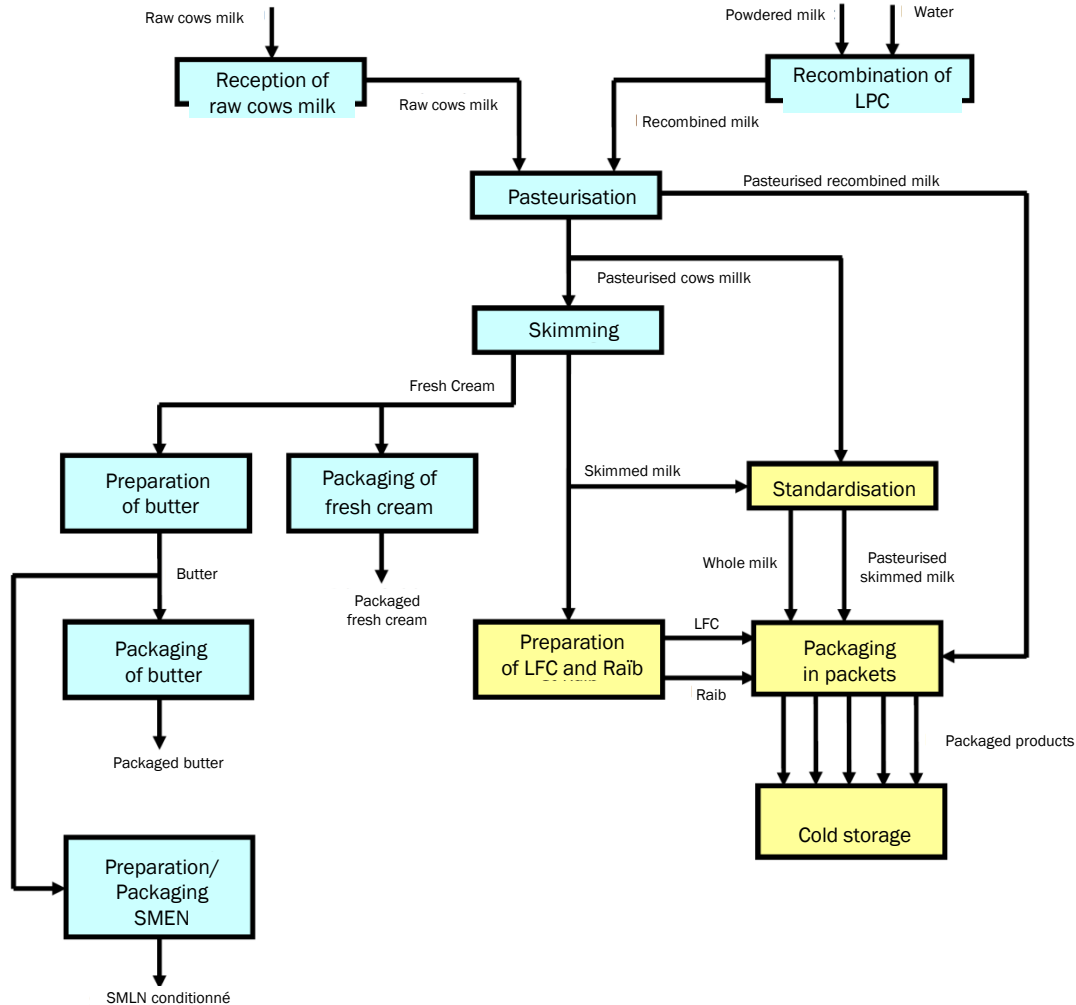 Raw cows milk
Powdered milk
Water
Reception of
raw cows milk
Raw cows milk
Recombination of
LPC
Recombined milk
Pasteurisation
Pasteurised recombined milk
Pasteurised cows millk
Skimming
Fresh Cream
Preparation
of butter
Packaging of
fresh cream
Skimmed milk
Standardisation
Butter
Packaged
fresh cream
Whole milk
Pasteurised
skimmed milk
Packaging
of butter
Preparation
of LFC and Raïb
LFC
Raib
Packaging
in packets
Packaged butter
Packaged products
Cold storage
Preparation/
Packaging
SMEN
SMLN conditionné